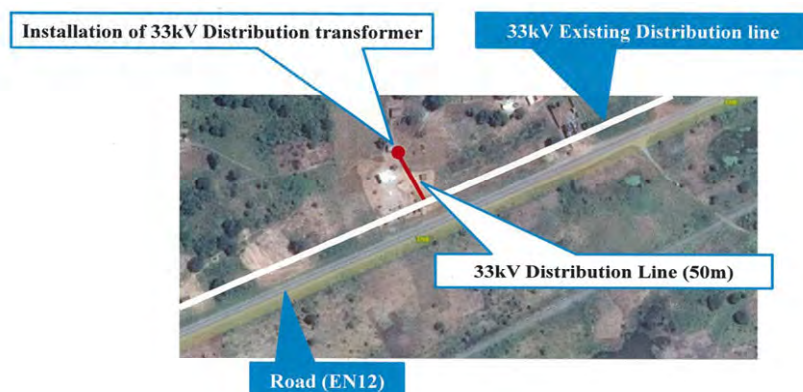 Installation of 33kV Distribution transformer
33kV Existing Distribution line
33kV Distribution Line (50m)
Road (EN12)